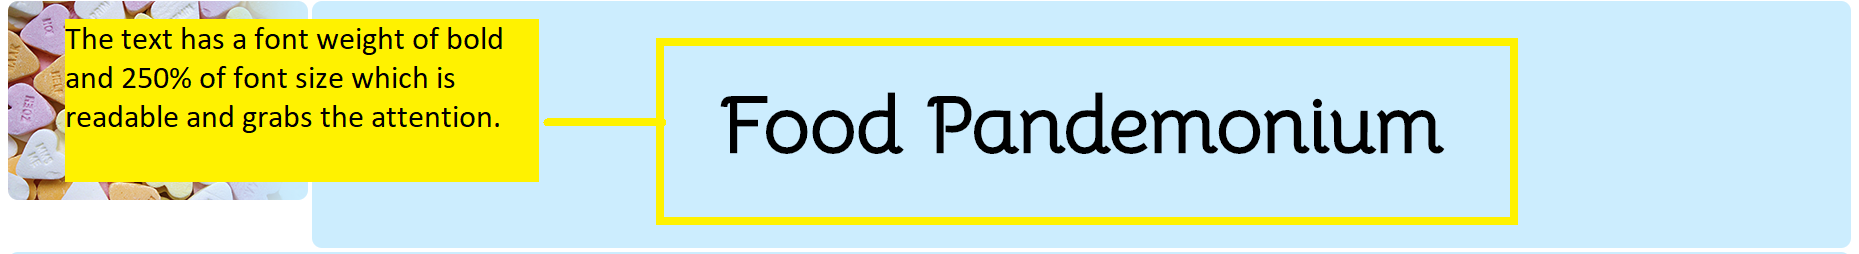 The text has a font weight of bold
and 250% of font size which is
readable and grabs the attention.
Food Pandemonium